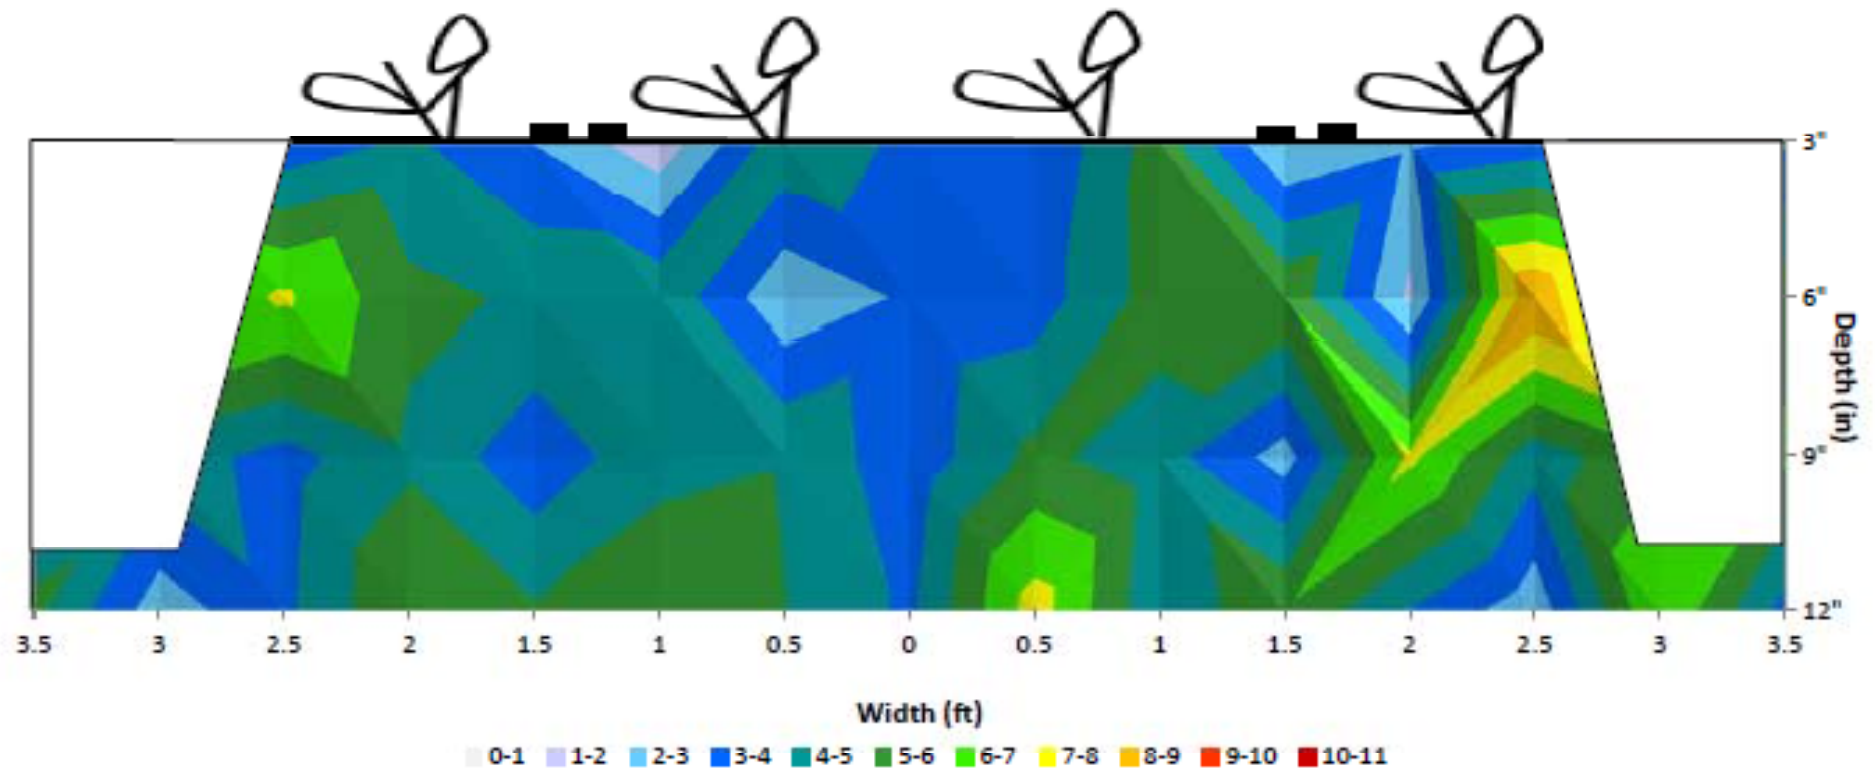 3"
6"
9"
12"
Depth (in)
3.5 3 2.5 2 1.5 1 0.5 0 0.5 1 1.5 2 2.5 3 3.5
Width (ft)
0-1 1-2 2-3 3-4 4-5 5-6 6-7 7-8 8-9 9-10 10-11